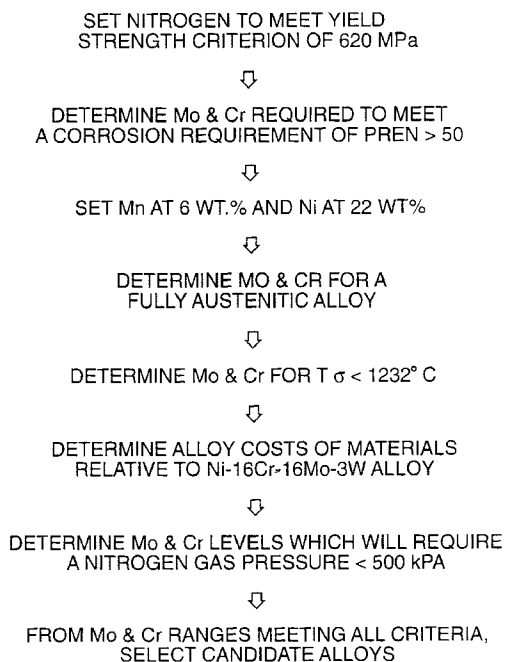 SET NITROGEN TO MEET YIELD
STRENGTH CRITERION OF 620 MPa
DETERMINE Mo & Cr REQUIRED TO MEET
A CORROSION REQUIREMENT OF PREN > 50
SET Mn AT 6 WT.% AND Ni AT 22 WT%
DETERMINE MO & CR FOR A
FULLY AUSTENITIC ALLOY
DETERMINE Mo & Cr FOR T σ < 1232° C
DETERMINE ALLOY COSTS OF MATERIALS
RELATIVE TO Ni-16Cr-16Mo-3W ALLOY
DETERMINE Mo & Cr LEVELS WHICH WILL REQUIRE
A NITROGEN GAS PRESSURE < 500 kPA
FROM Mo & Cr RANGES MEETING ALL CRITERIA,
SELECT CANDIDATE ALLOYS